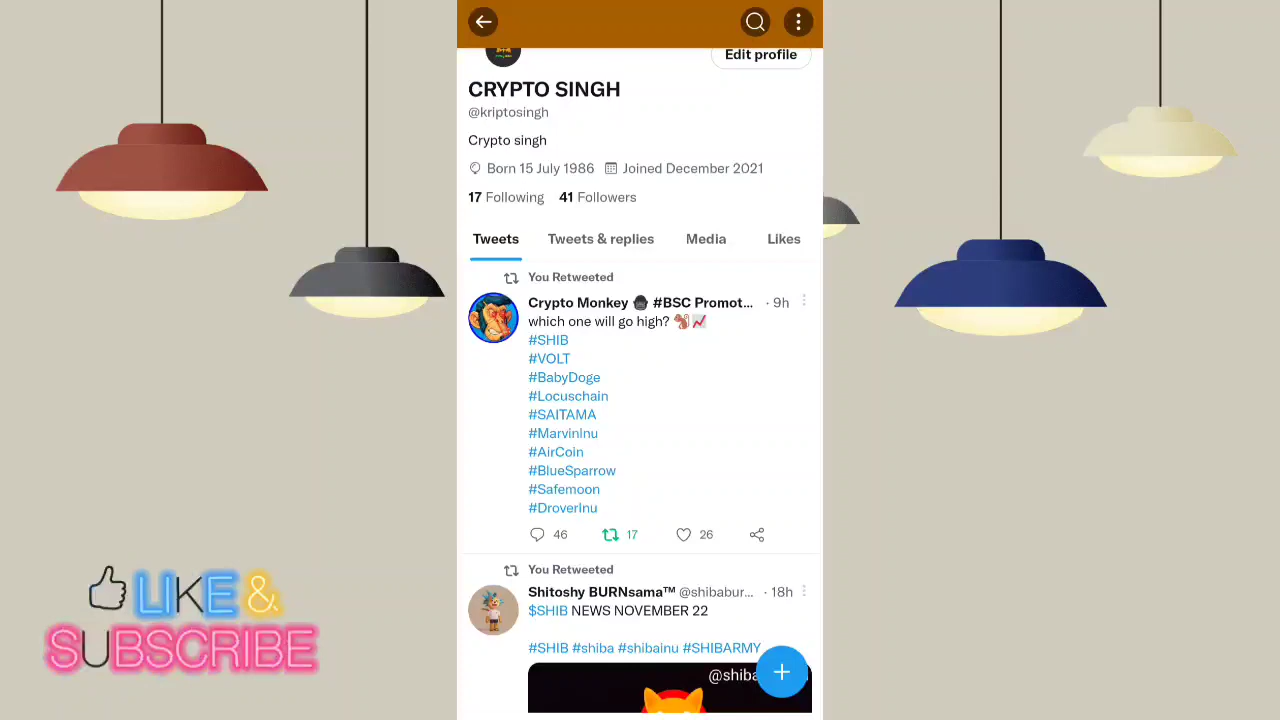 Edit profile
CRYPTO SINGH
@kriptosingh
Crypto singh
Born 15 July 1986 Joined December 2021
17 Following 41 Followers
Tweets Tweets & replies Media Likes
You Retweeted
Crypto Monkey 🦍 #BSC Promot... · 9h
which one will go high? 🐿️📈
#SHIB
#VOLT
#BabyDoge
#Locuschain
#SAITAMA
#MarvinInu
#AirCoin
#BlueSparrow
#Safemoon
#DroverInu
46 17 26
You Retweeted
Shitoshy BURNsama™ @shibabur... · 18h
$SHIB NEWS NOVEMBER 22
#SHIB #shiba #shibainu #SHIBARMY
@shiba
LIKE &
SUBSCRIBE